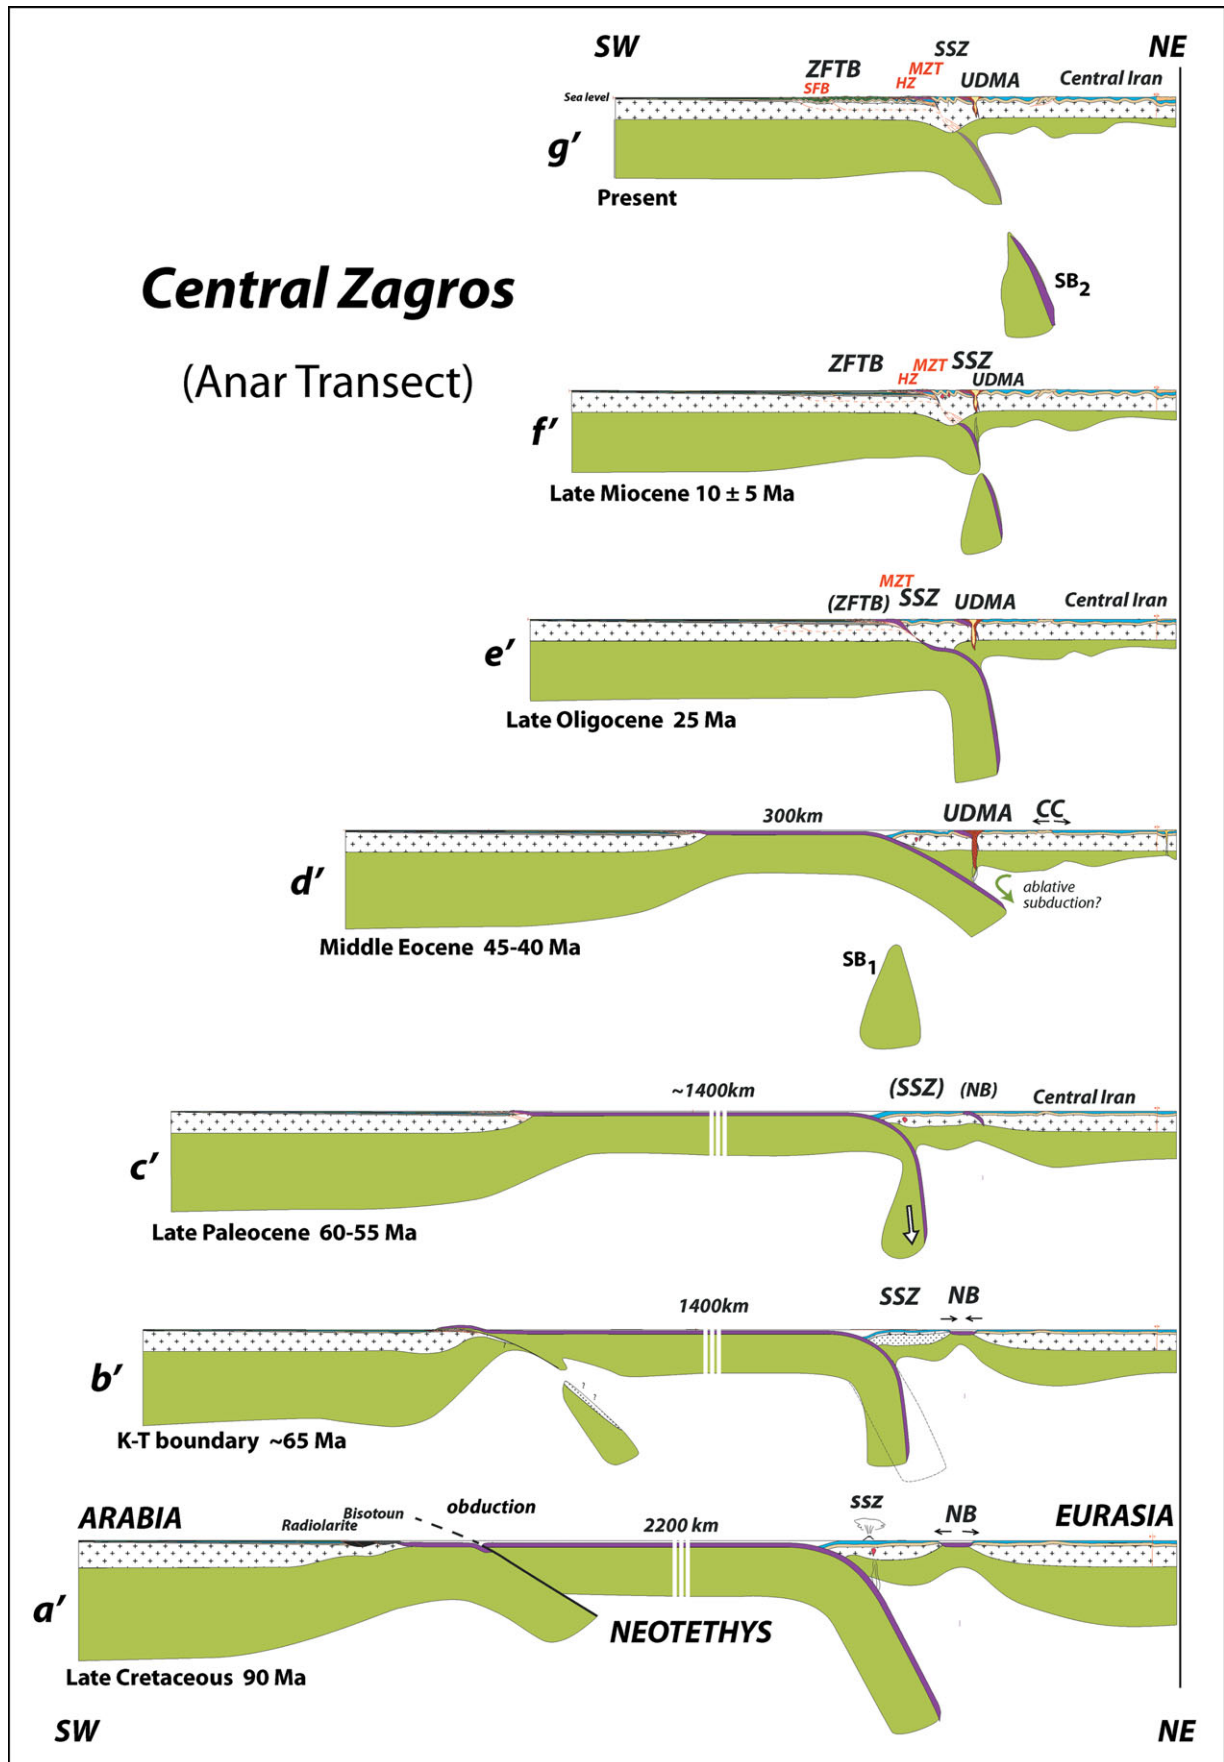 SW
SSZ
NE
ZFTB
MZT
SFB
HZ
UDMA
Central Iran
Sea level
g'
Present
Central Zagros
SB2
(Anar Transect)
ZFTB
MZT
SSZ
HZ
UDMA
f'
Late Miocene 10 ± 5 Ma
MZT
(ZFTB)
SSZ
UDMA
Central Iran
e'
Late Oligocene 25 Ma
300km
UDMA
CC
d'
ablative
subduction?
Middle Eocene 45-40 Ma
SB1
~1400km
(SSZ)
(NB)
Central Iran
c'
Late Paleocene 60-55 Ma
1400km
SSZ
NB
b'
?
?
?
K-T boundary ~65 Ma
ARABIA
Bisotoun
obduction
Radiolarite
2200 km
SSZ
NB
EURASIA
a'
NEOTETHYS
Late Cretaceous 90 Ma
SW
NE